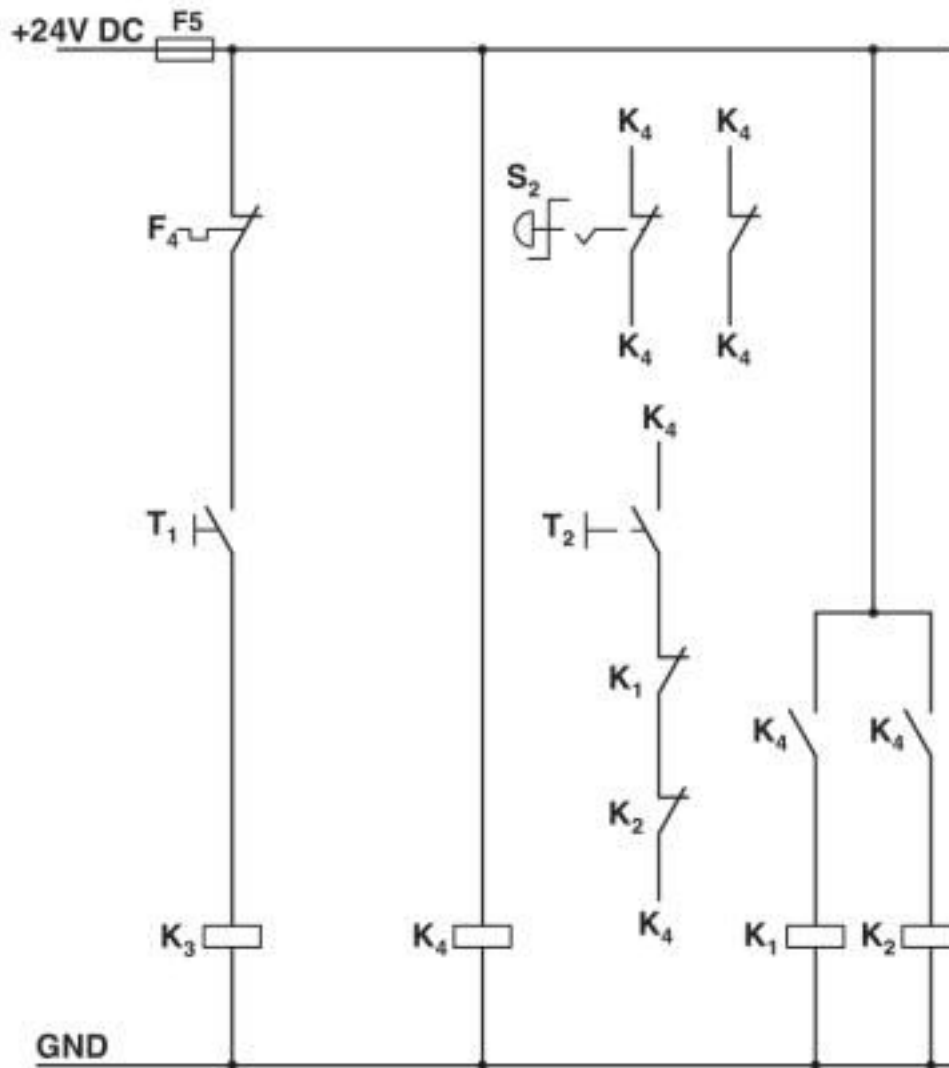 +24V DC F5
K₄ K₄
S₂
F₄
K₄ K₄
K₄
T₁ T₂
K₁
K₄ K₄
K₂
K₃ K₄ K₄ K₁ K₂
GND